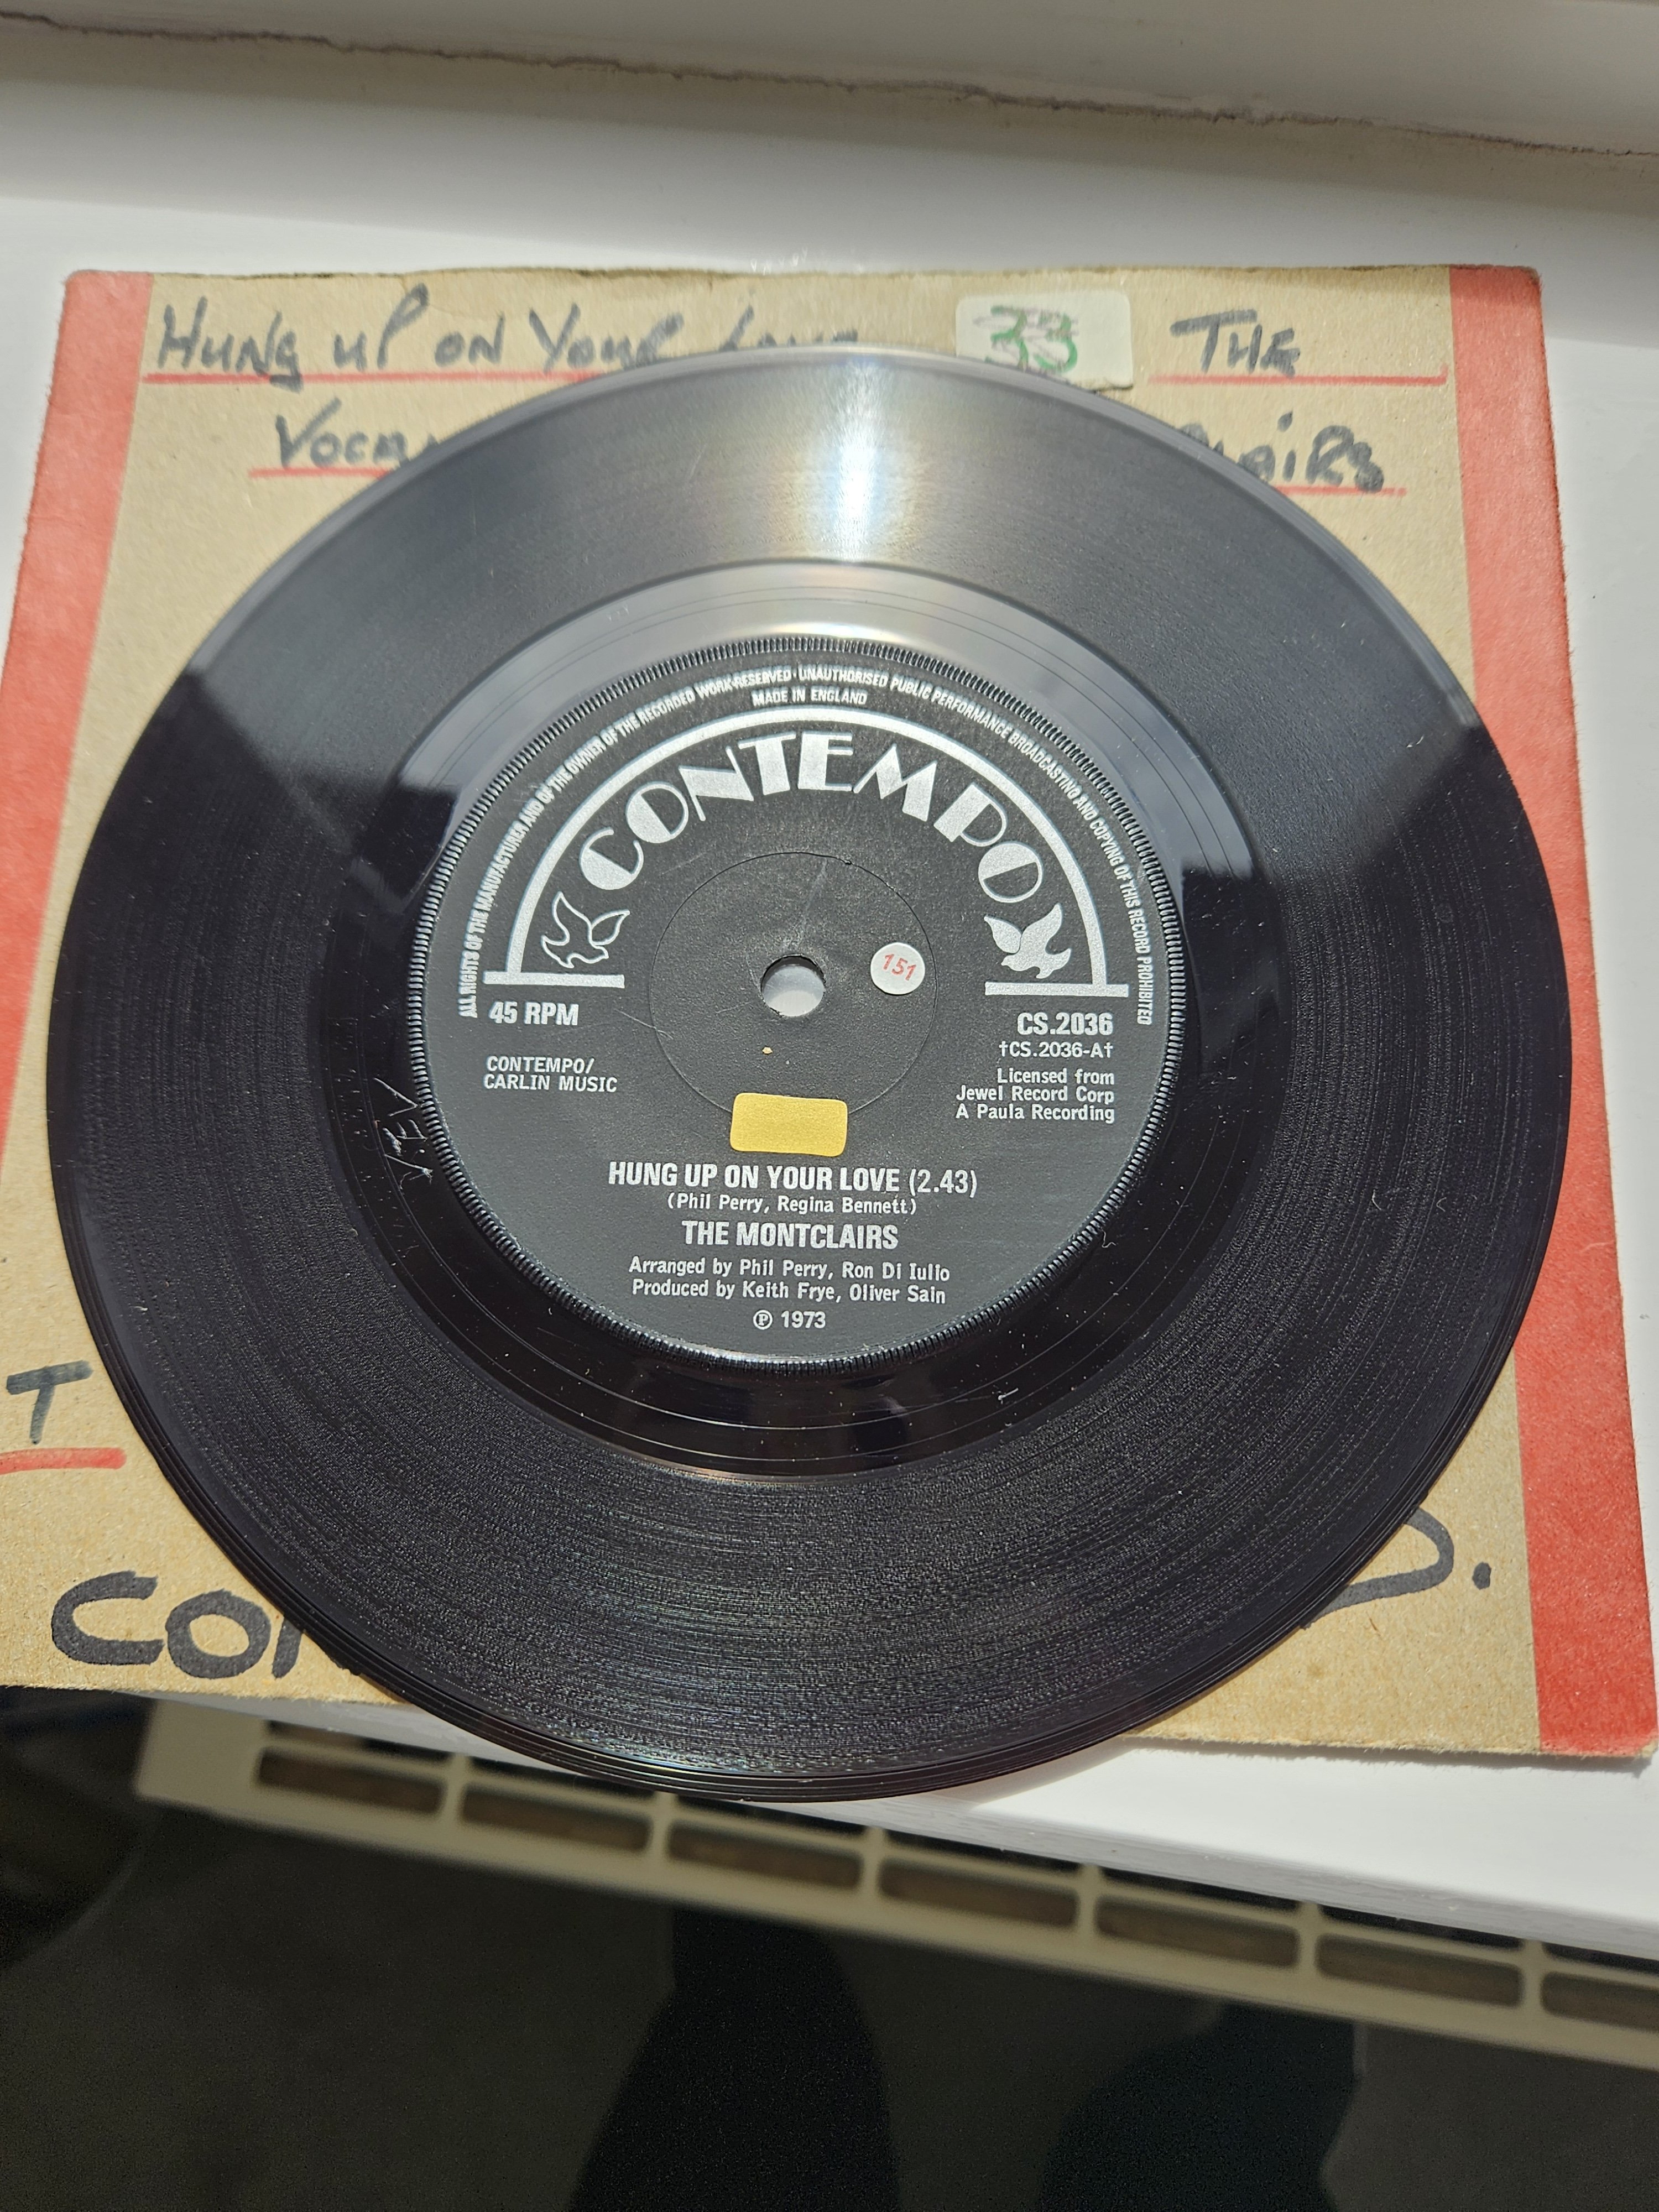 HUNG UP ON YOUR LOVE 33 THE
ALL RIGHTS OF THE MANUFACTURER AND OF THE OWNER OF THE RECORDED WORK RESERVED · UNAUTHORISED PUBLIC PERFORMANCE BROADCASTING AND COPYING OF THIS RECORD PROHIBITED
MADE IN ENGLAND
CONTEMPO
151
45 RPM
CS.2036
†CS.2036-A†
CONTEMPO/
CARLIN MUSIC
Licensed from
Jewel Record Corp
A Paula Recording
HUNG UP ON YOUR LOVE (2.43)
(Phil Perry, Regina Bennett)
THE MONTCLAIRS
Arranged by Phil Perry, Ron Di Iulio
Produced by Keith Frye, Oliver Sain
℗ 1973
T